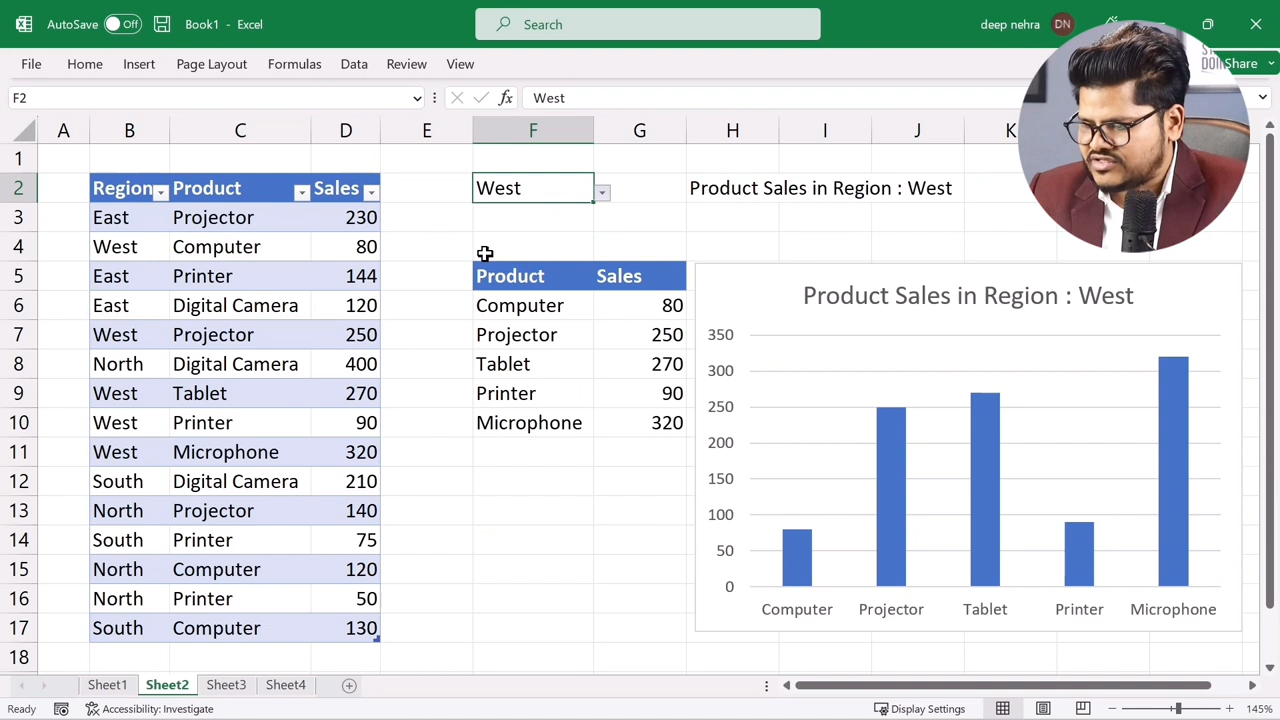 AutoSave Off Book1 - Excel Search deep nehra DN
File Home Insert Page Layout Formulas Data Review View Share
F2 fx West
A B C D E F G H I J K
1
2 Region Product Sales West Product Sales in Region : West
3 East Projector 230
4 West Computer 80
5 East Printer 144 Product Sales
6 East Digital Camera 120 Computer 80
7 West Projector 250 Projector 250
8 North Digital Camera 400 Tablet 270
9 West Tablet 270 Printer 90
10 West Printer 90 Microphone 320
11 West Microphone 320
12 South Digital Camera 210
13 North Projector 140
14 South Printer 75
15 North Computer 120
16 North Printer 50
17 South Computer 130
18
Product Sales in Region : West
350
300
250
200
150
100
50
0
Computer Projector Tablet Printer Microphone
Sheet1 Sheet2 Sheet3 Sheet4
Ready Accessibility: Investigate Display Settings 145%